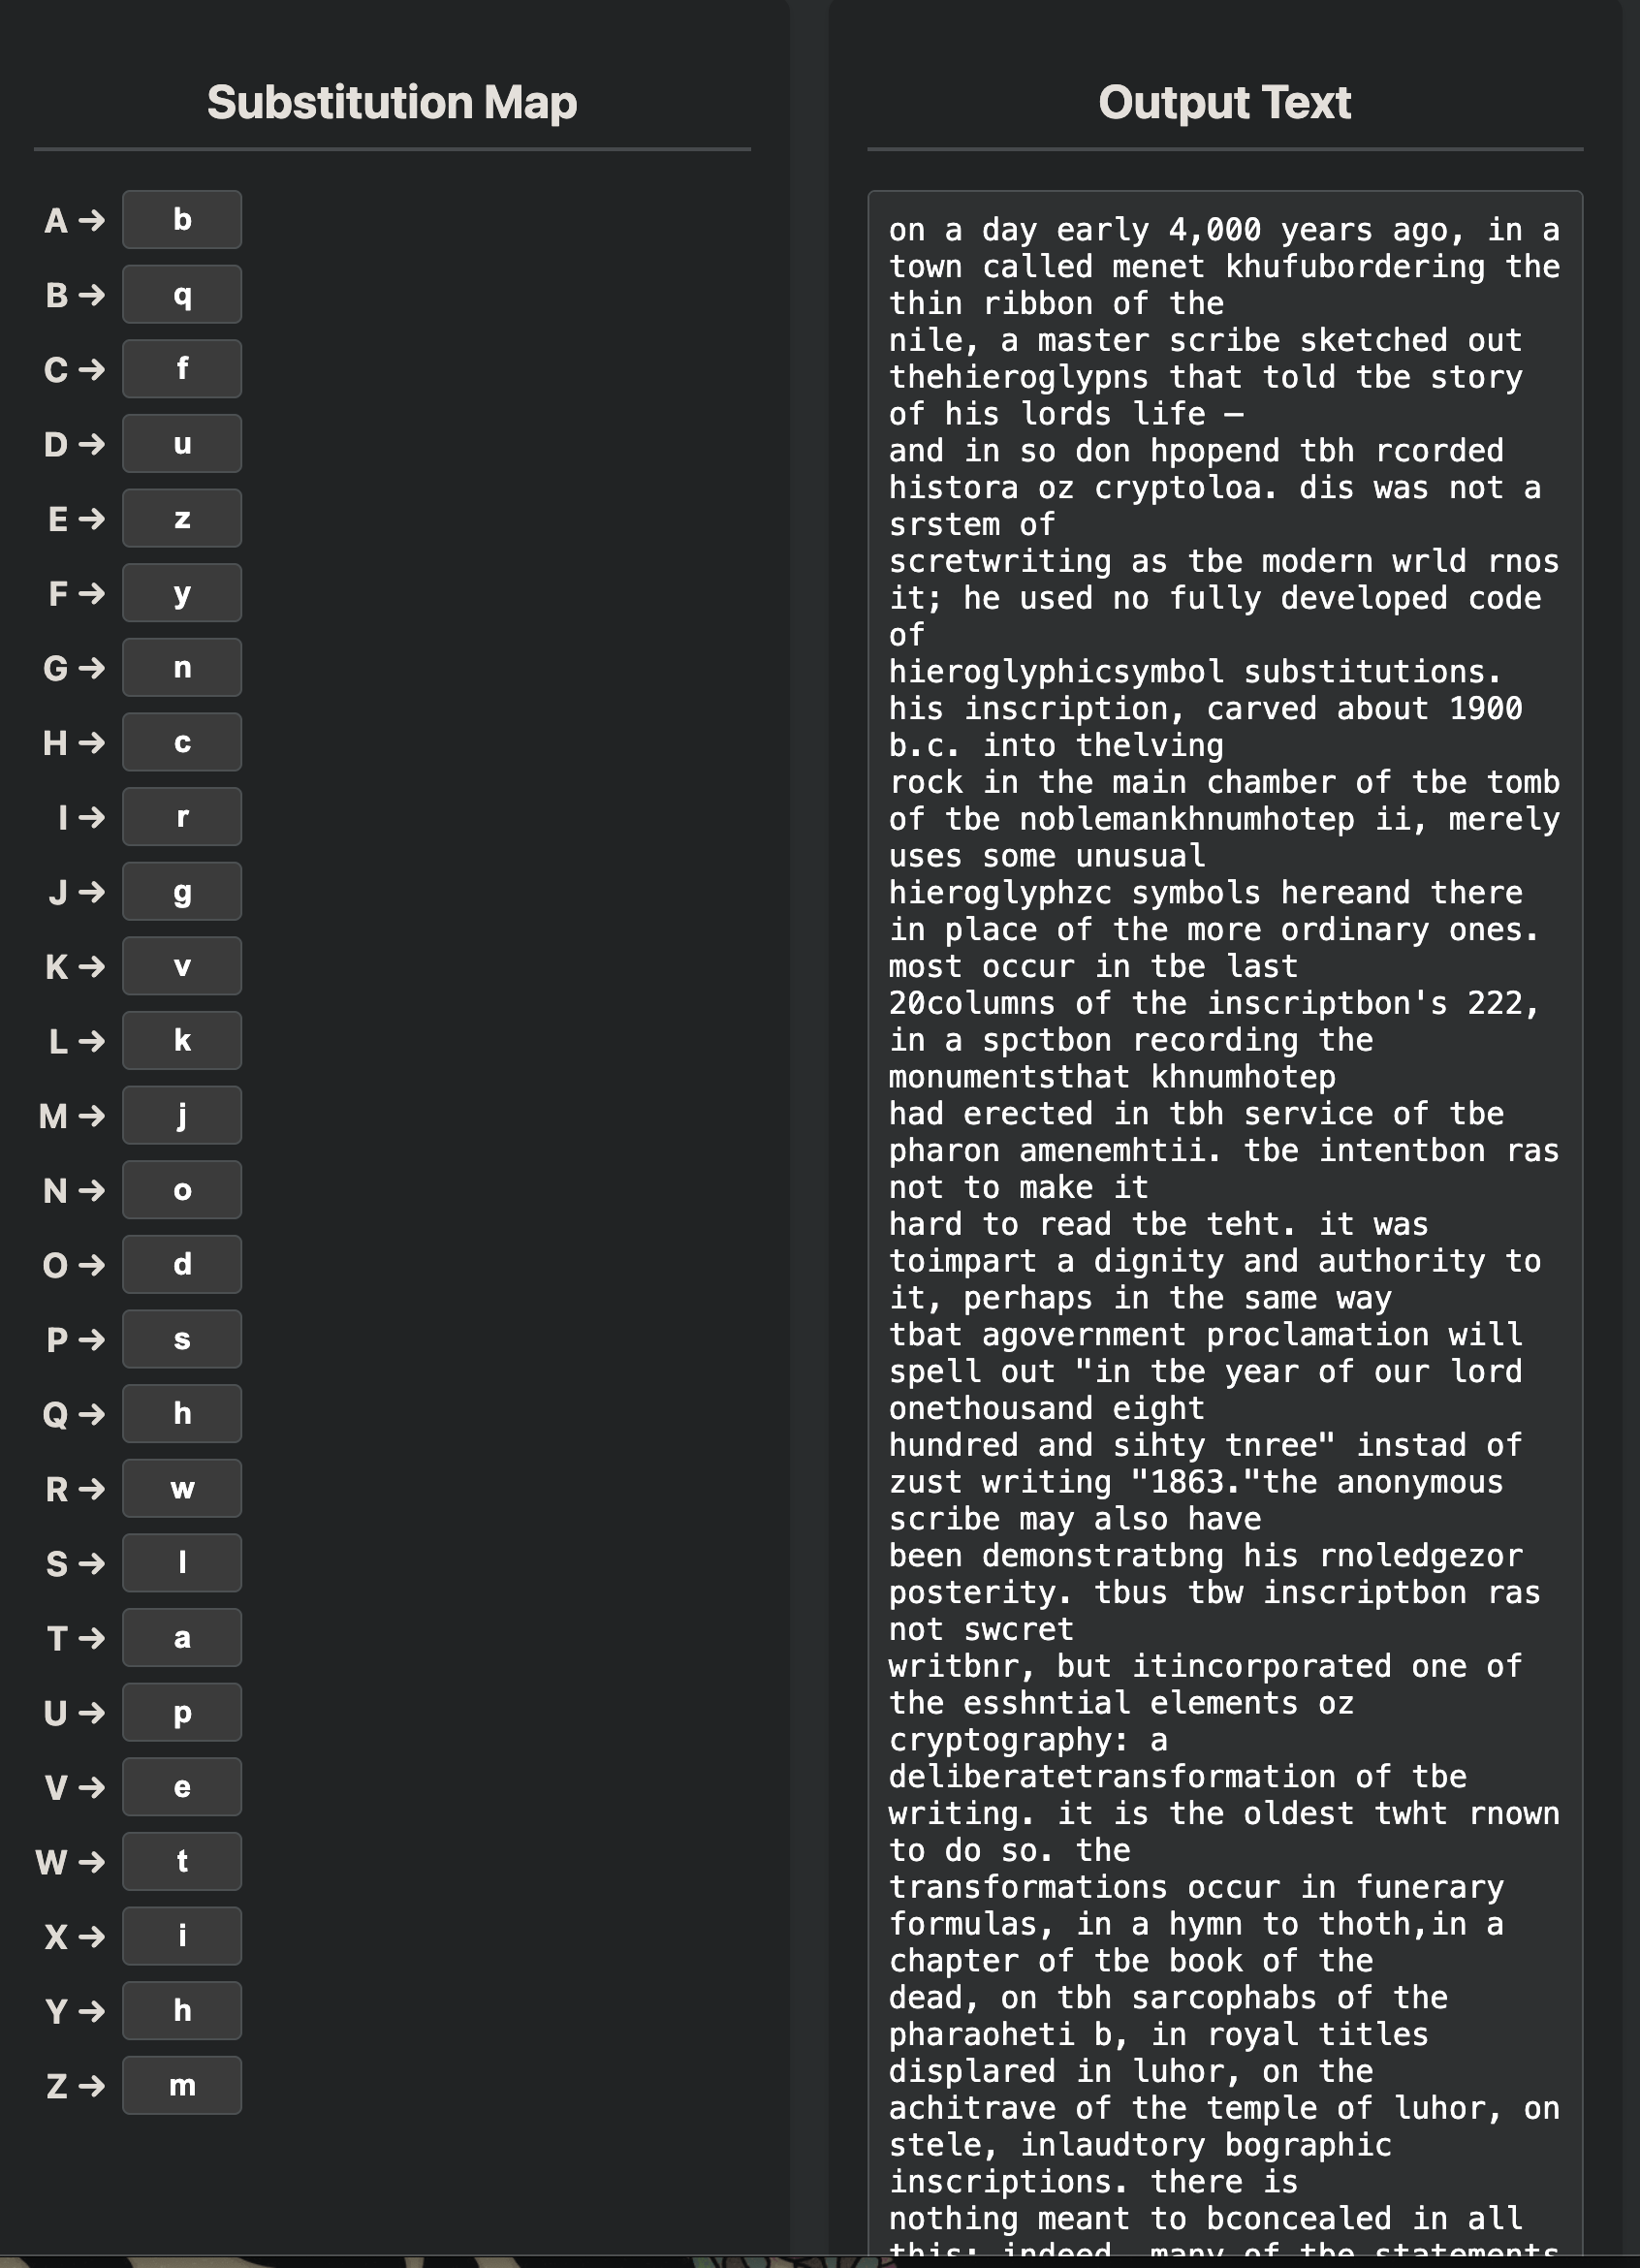 Substitution Map
A → b
B → q
C → f
D → u
E → z
F → y
G → n
H → c
I → r
J → g
K → v
L → k
M → j
N → o
O → d
P → s
Q → h
R → w
S → l
T → a
U → p
V → e
W → t
X → i
Y → h
Z → m
Output Text
on a day early 4,000 years ago, in a
town called menet khufubordering the
thin ribbon of the
nile, a master scribe sketched out
thehieroglypns that told tbe story
of his lords life —
and in so don hpopend tbh rcorded
histora oz cryptoloa. dis was not a
srstem of
scretwriting as tbe modern wrld rnos
it; he used no fully developed code
of
hieroglyphicsymbol substitutions.
his inscription, carved about 1900
b.c. into thelving
rock in the main chamber of tbe tomb
of tbe noblemankhnumhotep ii, merely
uses some unusual
hieroglyphzc symbols hereand there
in place of the more ordinary ones.
most occur in tbe last
20columns of the inscriptbon's 222,
in a spctbon recording the
monumentsthat khnumhotep
had erected in tbh service of tbe
pharon amenemhtii. tbe intentbon ras
not to make it
hard to read tbe teht. it was
toimpart a dignity and authority to
it, perhaps in the same way
tbat agovernment proclamation will
spell out "in tbe year of our lord
onethousand eight
hundred and sihty tnree" instad of
zust writing "1863."the anonymous
scribe may also have
been demonstratbng his rnoledgezor
posterity. tbus tbw inscriptbon ras
not swcret
writbnr, but itincorporated one of
the esshntial elements oz
cryptography: a
deliberatetransformation of tbe
writing. it is the oldest twht rnown
to do so. the
transformations occur in funerary
formulas, in a hymn to thoth,in a
chapter of tbe book of the
dead, on tbh sarcophabs of the
pharaoheti b, in royal titles
displared in luhor, on the
achitrave of the temple of luhor, on
stele, inlaudtory bographic
inscriptions. there is
nothing meant to bconcealed in all
this; indeed, many of the statements